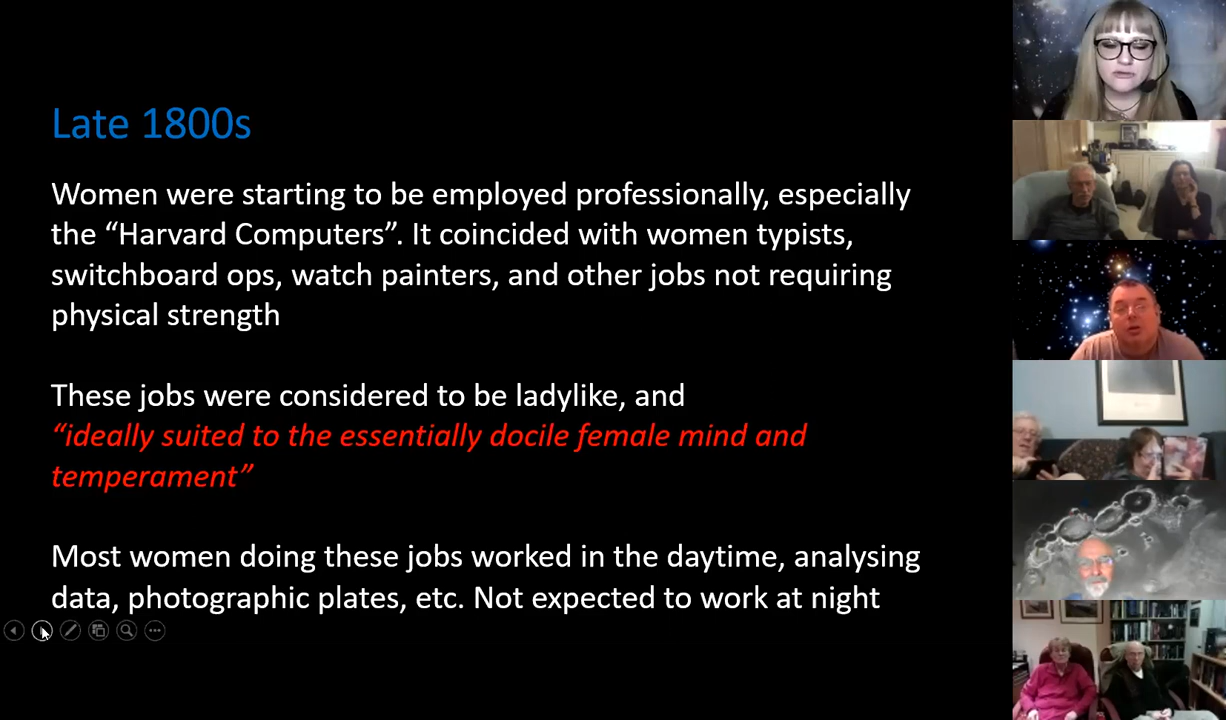 Late 1800s
Women were starting to be employed professionally, especially
the “Harvard Computers”. It coincided with women typists,
switchboard ops, watch painters, and other jobs not requiring
physical strength
These jobs were considered to be ladylike, and
“ideally suited to the essentially docile female mind and
temperament”
Most women doing these jobs worked in the daytime, analysing
data, photographic plates, etc. Not expected to work at night